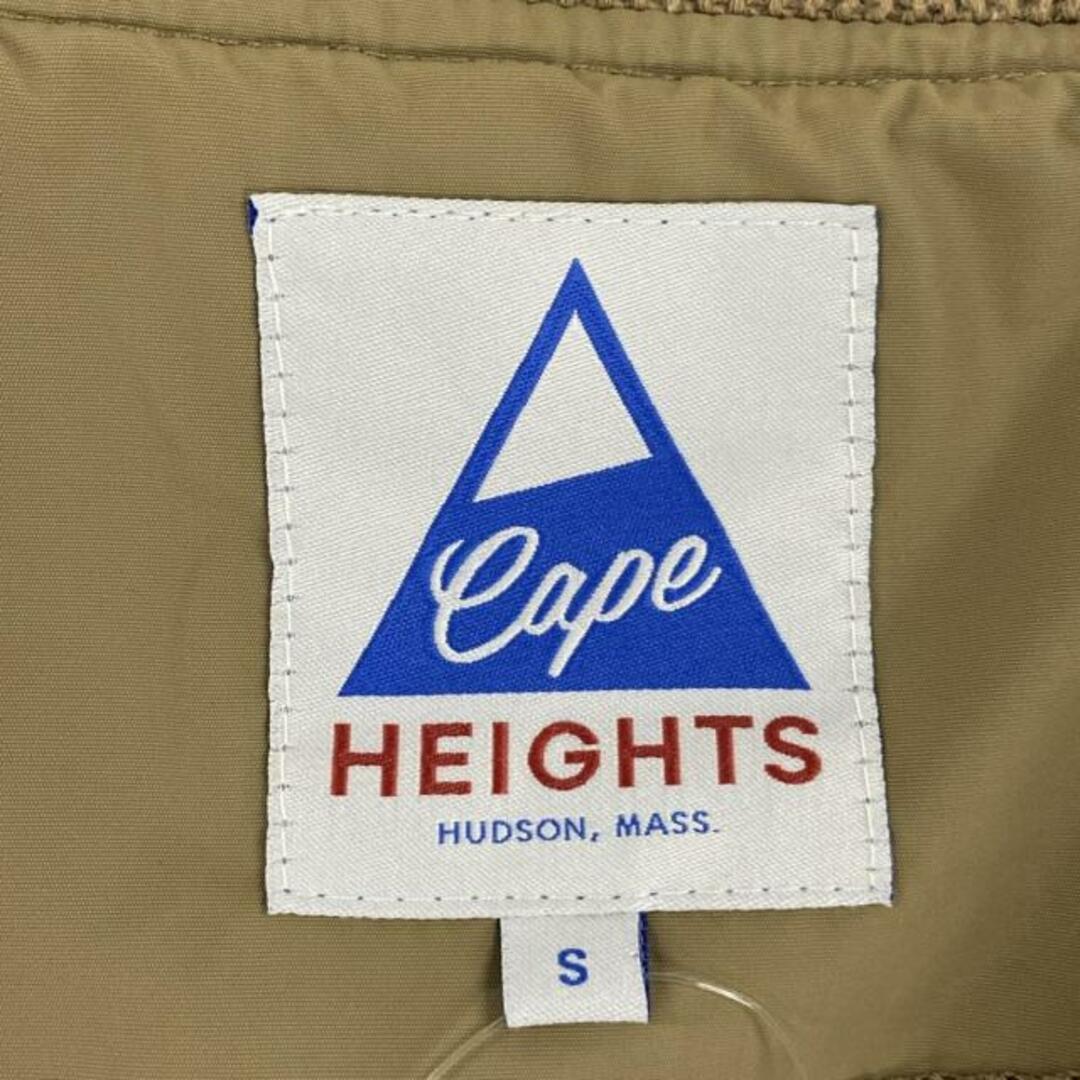 Cape
HEIGHTS
HUDSON, MASS.
S